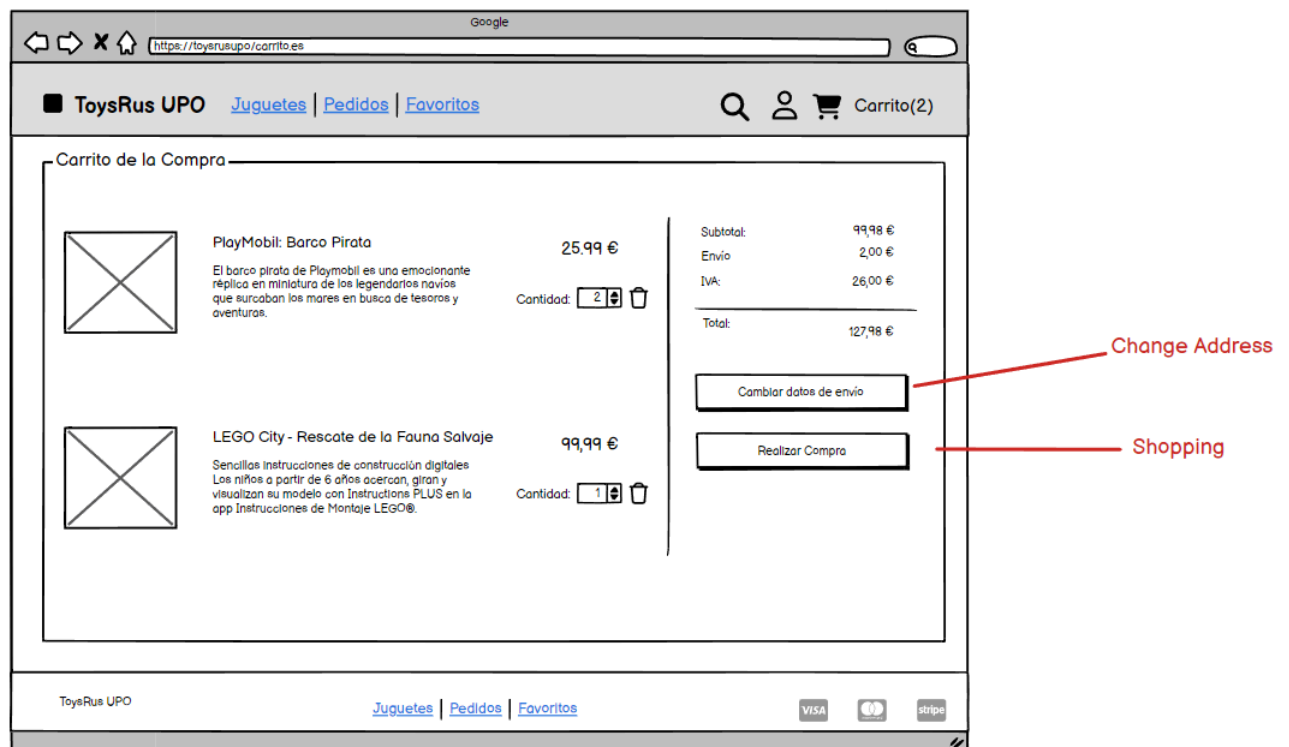 Google
https://toysrusupo/carrito.es
ToysRus UPO Juguetes Pedidos Favoritos Carrito(2)
Carrito de la Compra
PlayMobil: Barco Pirata
25.99 €
El barco pirata de Playmobil es una emocionante
réplica en miniatura de los legendarios navíos
que surcaban los mares en busca de tesoros y
aventuras.
Cantidad: 2
LEGO City - Rescate de la Fauna Salvaje
99,99 €
Sencillas instrucciones de construcción digitales
Los niños a partir de 6 años acercan, giran y
visualizan su modelo con Instructions PLUS en la
app Instrucciones de Montaje LEGO®.
Cantidad: 1
Subtotal: 99,98 €
Envío 2,00 €
IVA: 26,00 €
Total: 127,98 €
Cambiar datos de envío
Realizar Compra
Change Address
Shopping
ToysRus UPO
Juguetes Pedidos Favoritos
VISA
stripe